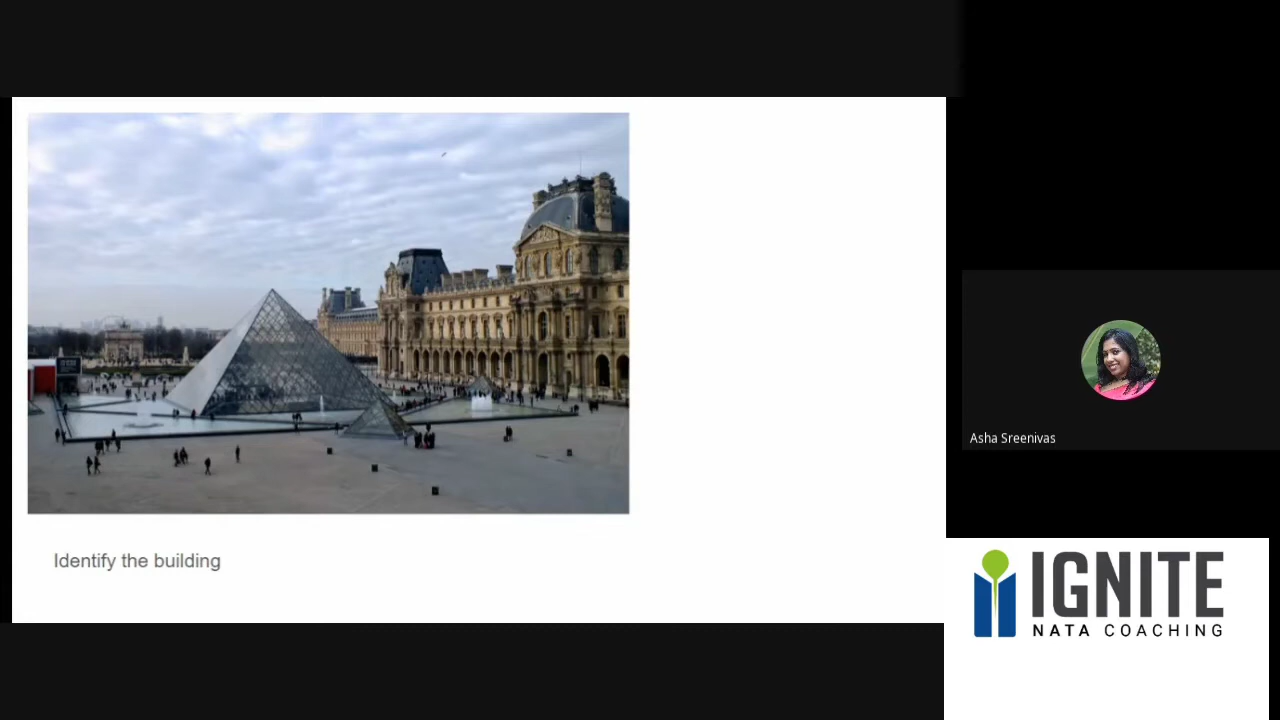 Identify the building
Asha Sreenivas
IGNITE
NATA COACHING